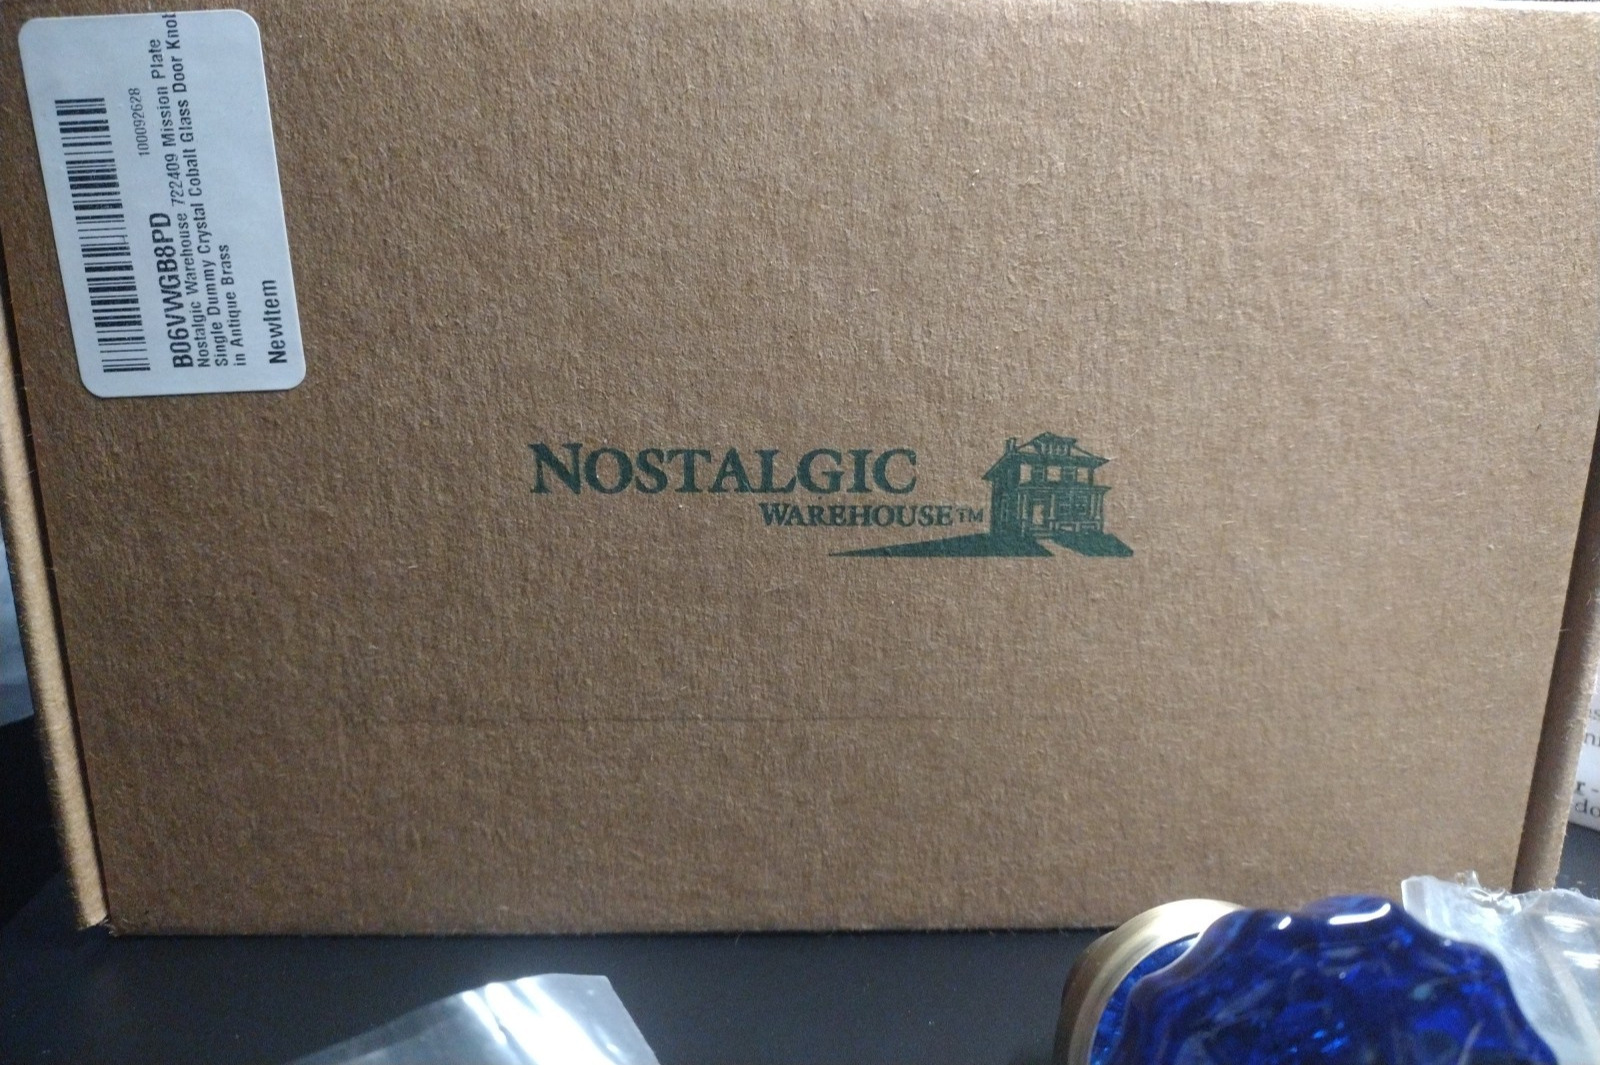 100092628
B06VWGB8PD
Nostalgic Warehouse 722409 Mission Plate
Single Dummy Crystal Cobalt Glass Door Knob
in Antique Brass
NewItem
NOSTALGIC
WAREHOUSE™